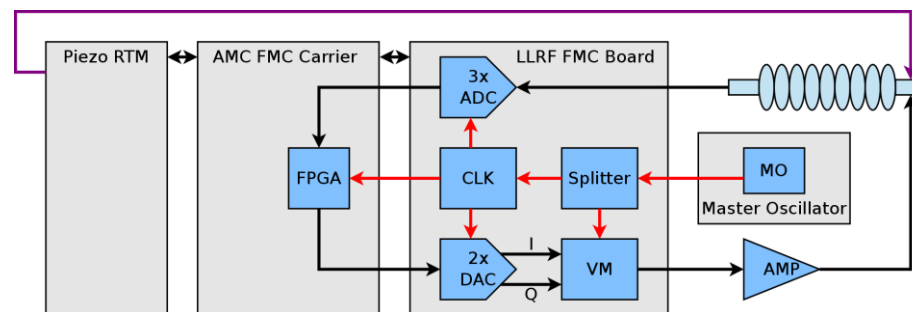 Piezo RTM
AMC FMC Carrier
LLRF FMC Board
3x
ADC
FPGA
CLK
Splitter
MO
Master Oscillator
2x
DAC
I
Q
VM
AMP